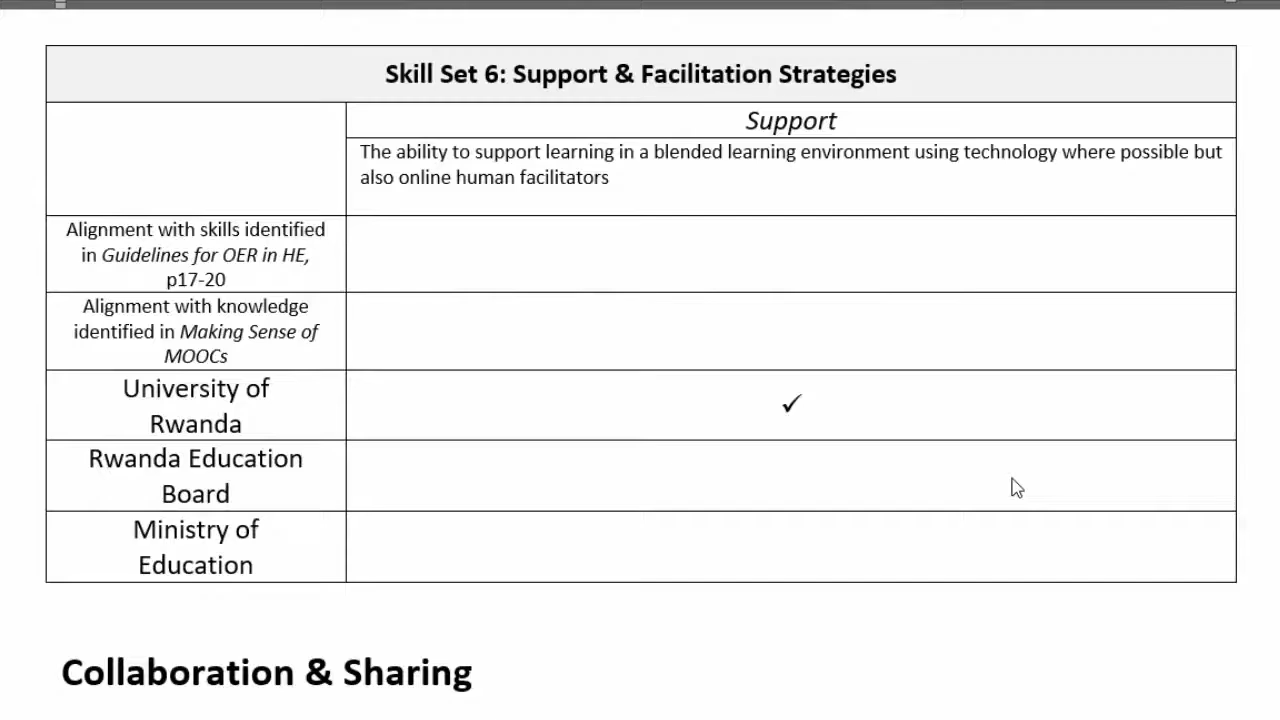 Skill Set 6: Support & Facilitation Strategies
Support
The ability to support learning in a blended learning environment using technology where possible but
also online human facilitators
Alignment with skills identified
in Guidelines for OER in HE,
p17-20
Alignment with knowledge
identified in Making Sense of
MOOCs
University of
Rwanda
✓
Rwanda Education
Board
Ministry of
Education
Collaboration & Sharing